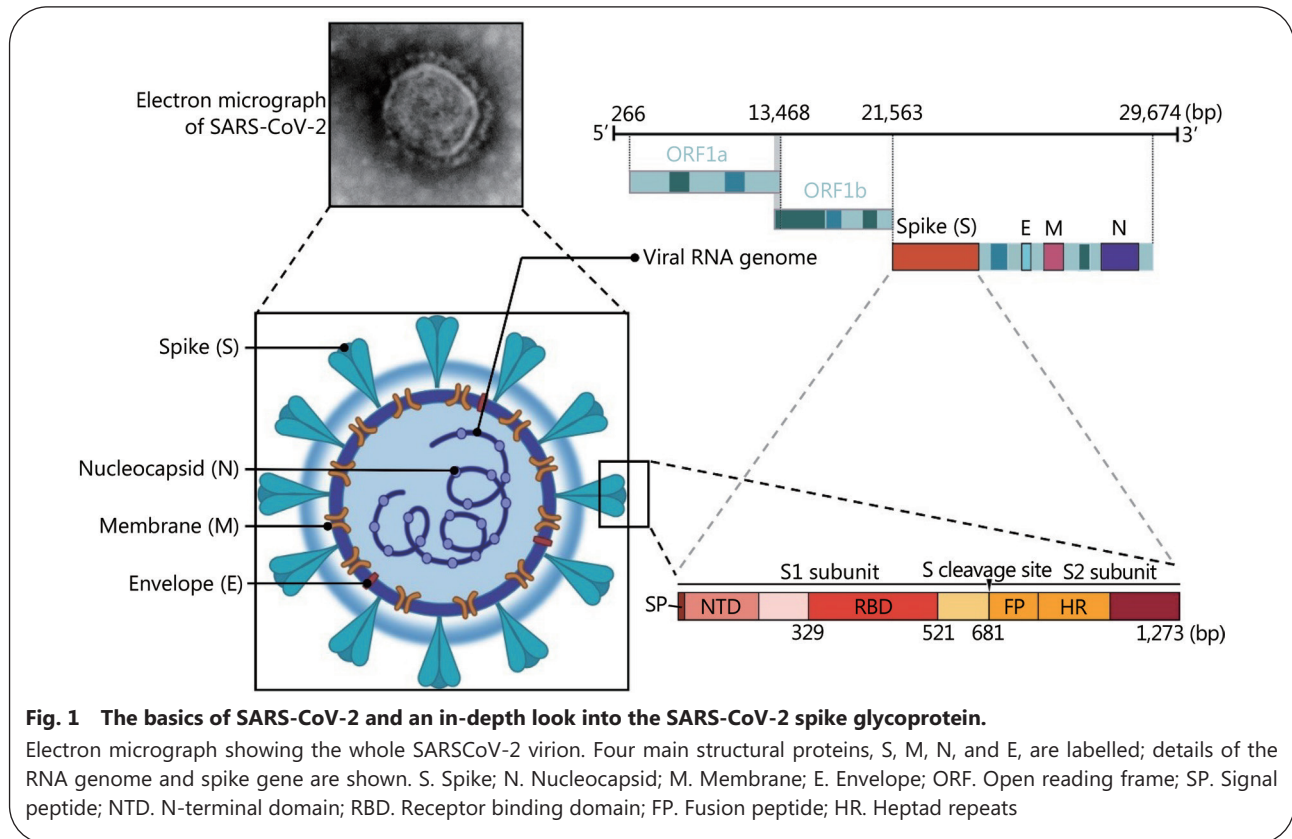 Electron micrograph
of SARS-CoV-2
266 13,468 21,563 29,674 (bp)
5’ 3’
ORF1a
ORF1b
Spike (S) E M N
Viral RNA genome
Spike (S)
Nucleocapsid (N)
Membrane (M)
Envelope (E)
S1 subunit S cleavage site S2 subunit
SP NTD RBD FP HR
329 521 681 1,273 (bp)
Fig. 1 The basics of SARS-CoV-2 and an in-depth look into the SARS-CoV-2 spike glycoprotein.
Electron micrograph showing the whole SARSCoV-2 virion. Four main structural proteins, S, M, N, and E, are labelled; details of the
RNA genome and spike gene are shown. S. Spike; N. Nucleocapsid; M. Membrane; E. Envelope; ORF. Open reading frame; SP. Signal
peptide; NTD. N-terminal domain; RBD. Receptor binding domain; FP. Fusion peptide; HR. Heptad repeats